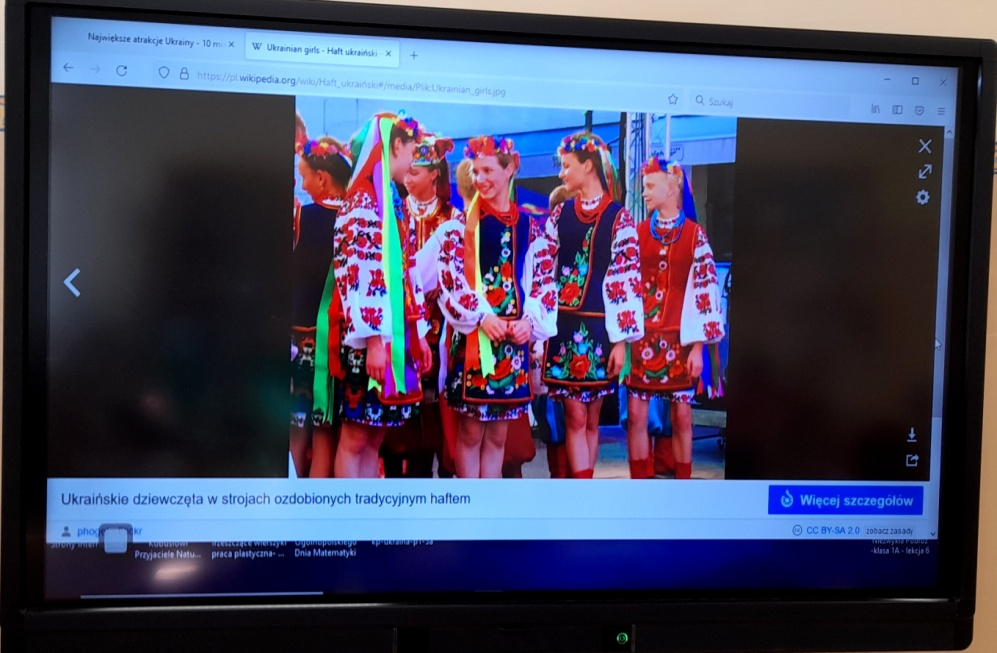 Największe atrakcje Ukrainy - 10 m
W Ukrainian girls - Haft ukraiński
https://pl.wikipedia.org/wiki/Haft_ukraiński#/media/Plik:Ukrainian_girls.jpg
Szukaj
Ukraińskie dziewczęta w strojach ozdobionych tradycyjnym haftem
Więcej szczegółów
CC BY-SA 2.0 zobacz zasady
Przyjaciele Natu...
praca plastyczna- ...
Dnia Matematyki
-klasa 1A - lekcja 6